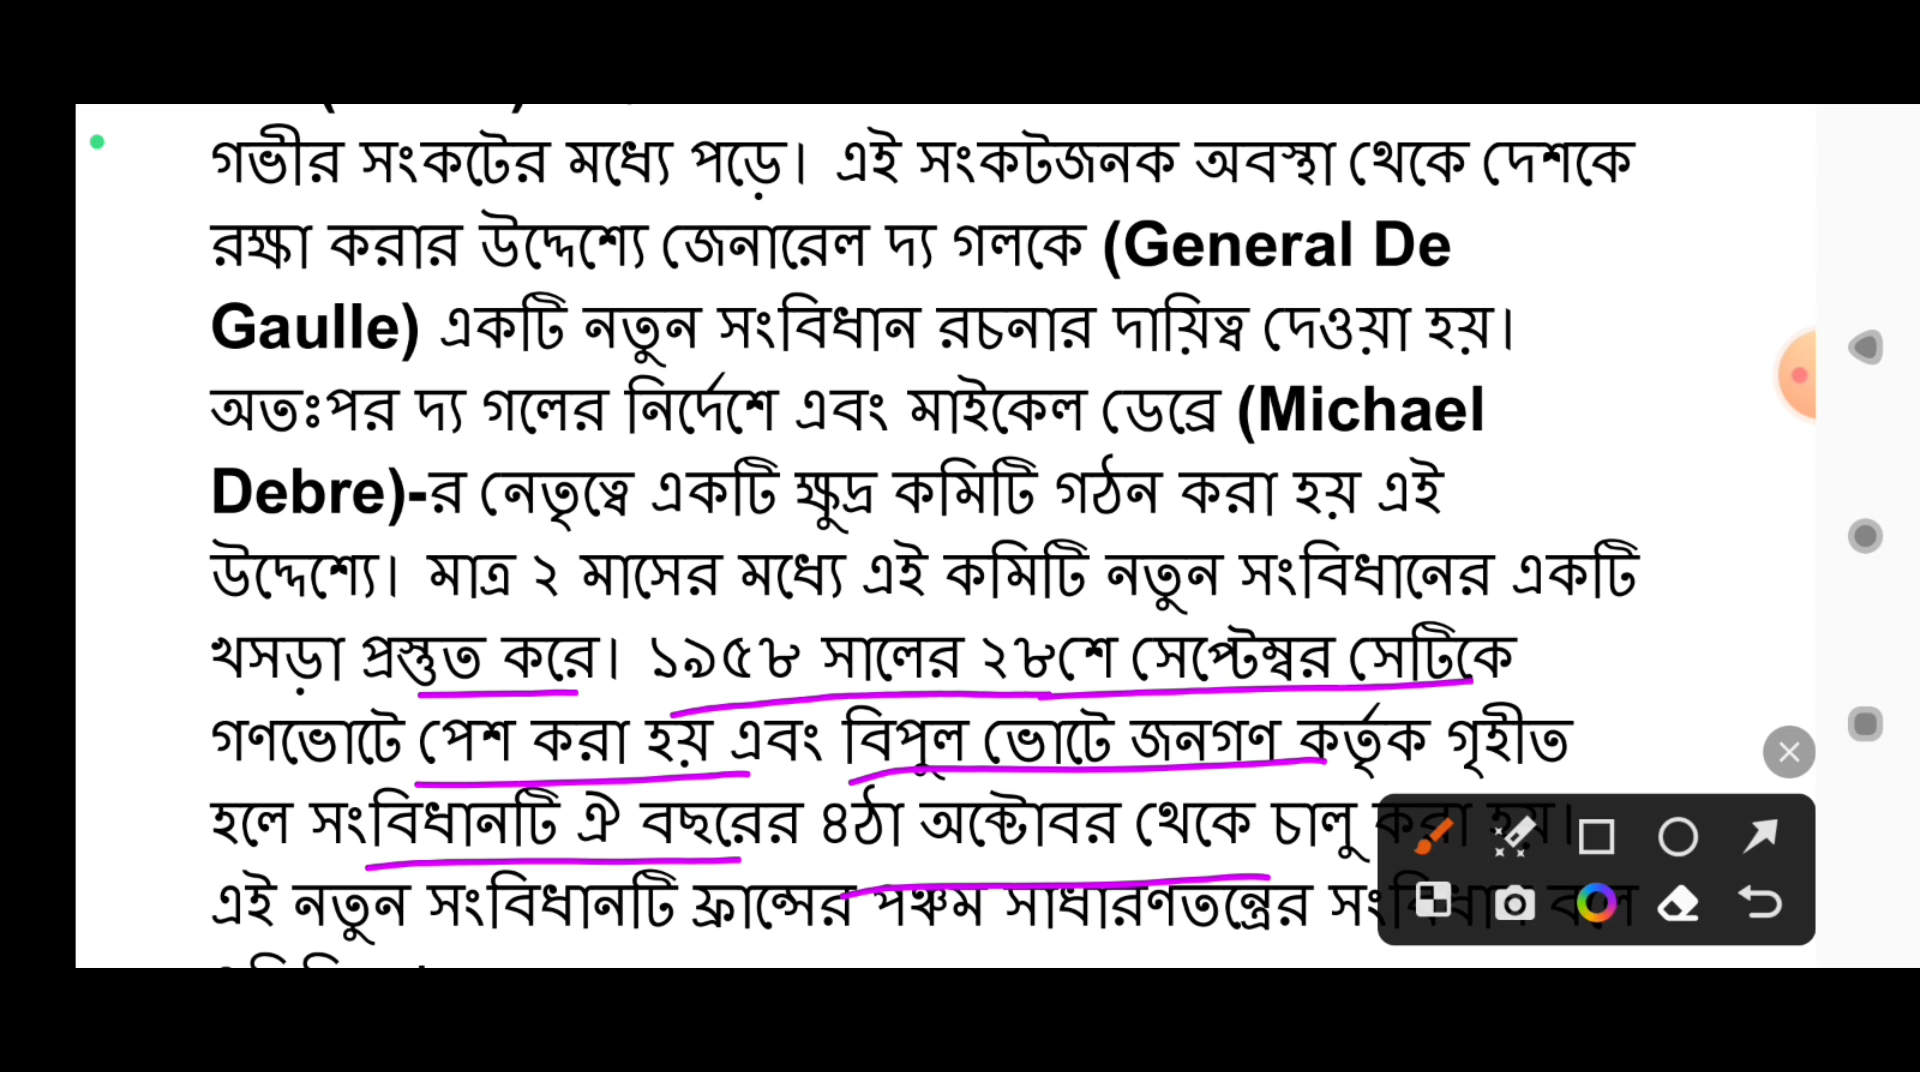 গভীর সংকটের মধ্যে পড়ে। এই সংকটজনক অবস্থা থেকে দেশকে
রক্ষা করার উদ্দেশ্যে জেনারেল দ্য গলকে (General De
Gaulle) একটি নতুন সংবিধান রচনার দায়িত্ব দেওয়া হয়।
অতঃপর দ্য গলের নির্দেশে এবং মাইকেল ডেব্রে (Michael
Debre)-র নেতৃত্বে একটি ক্ষুদ্র কমিটি গঠন করা হয় এই
উদ্দেশ্যে। মাত্র ২ মাসের মধ্যে এই কমিটি নতুন সংবিধানের একটি
খসড়া প্রস্তুত করে। ১৯৫৮ সালের ২৮শে সেপ্টেম্বর সেটিকে
গণভোটে পেশ করা হয় এবং বিপুল ভোটে জনগণ কর্তৃক গৃহীত
হলে সংবিধানটি ঐ বছরের ৪ঠা অক্টোবর থেকে চালু করা হয়।
এই নতুন সংবিধানটি ফ্রান্সের পঞ্চম সাধারণতন্ত্রের সংবিধান বলে